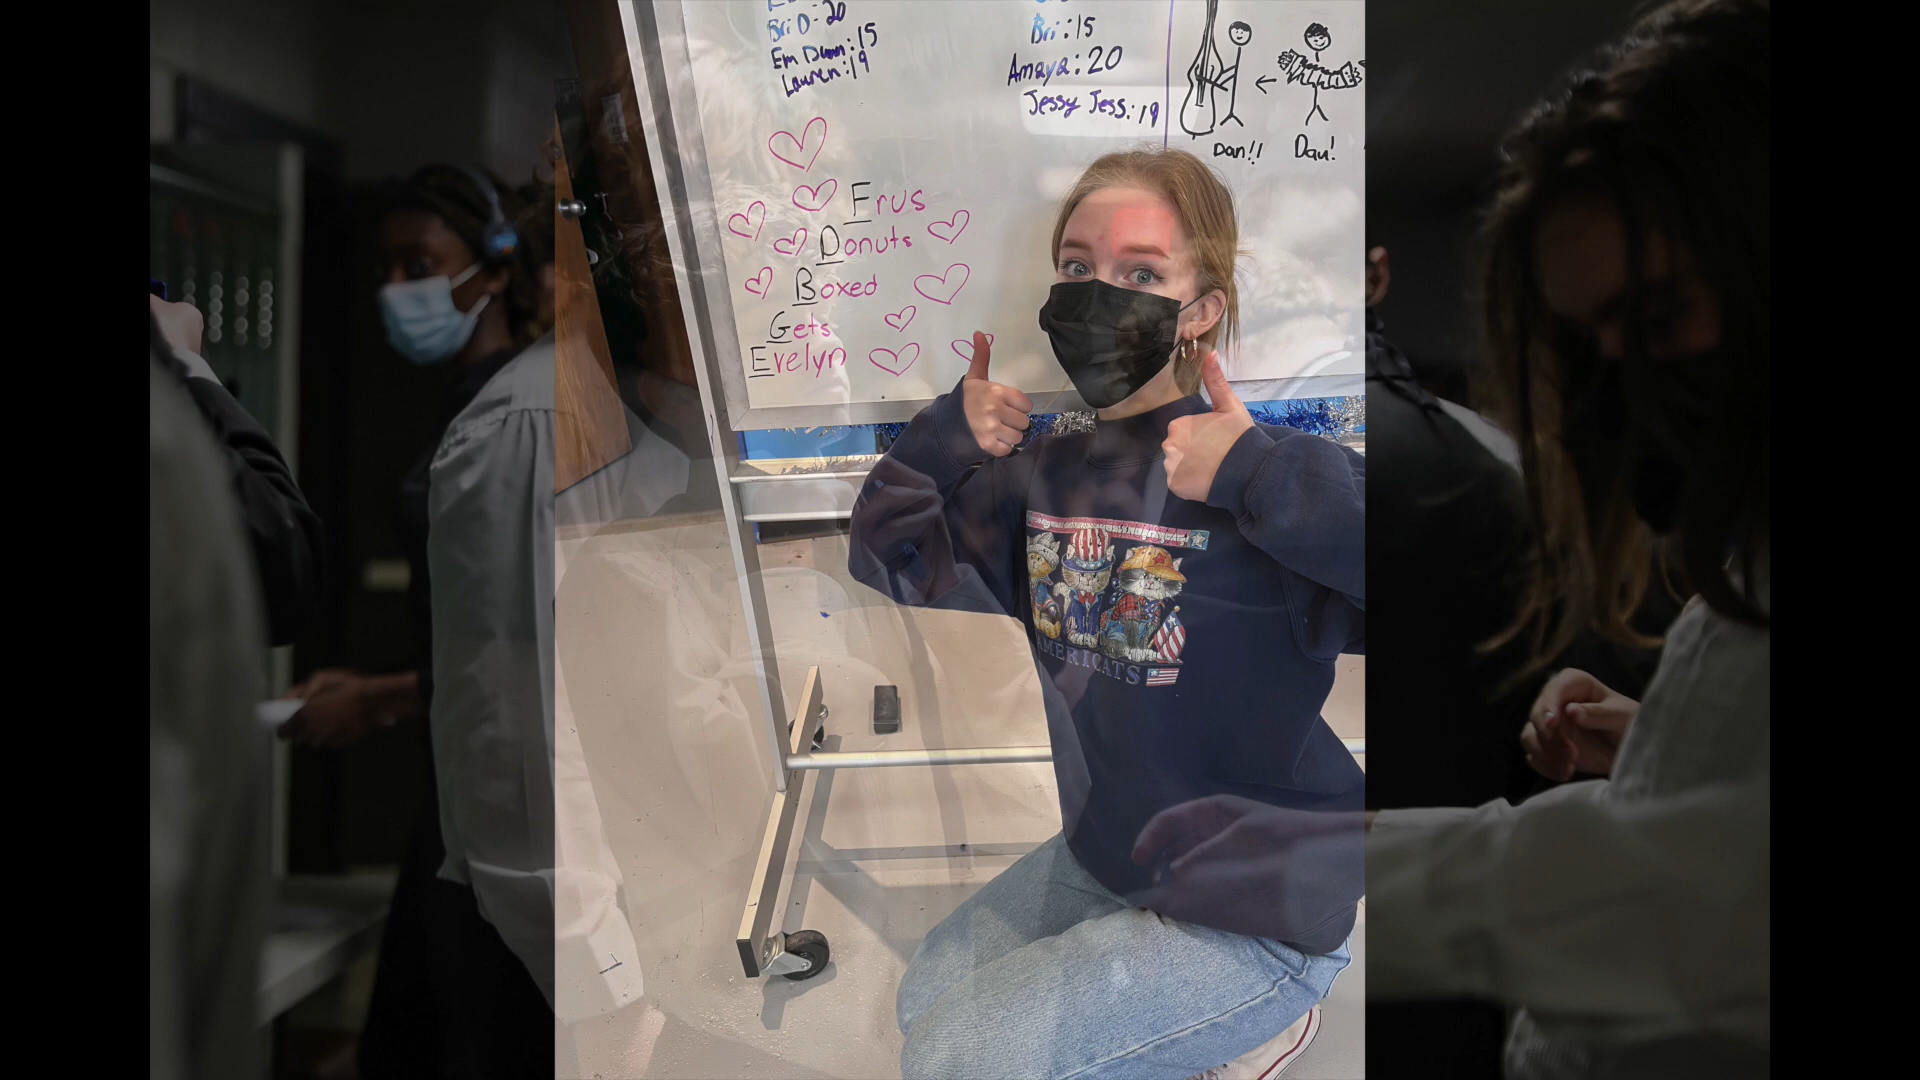 Bri D-20
Em Dunn:15
Lauren:19
Bri:15
Amaya:20
Jessy Jess:19
Dan!!
Dan!
Frus
Donuts
Boxed
Gets
Evelyn
AMERICATS